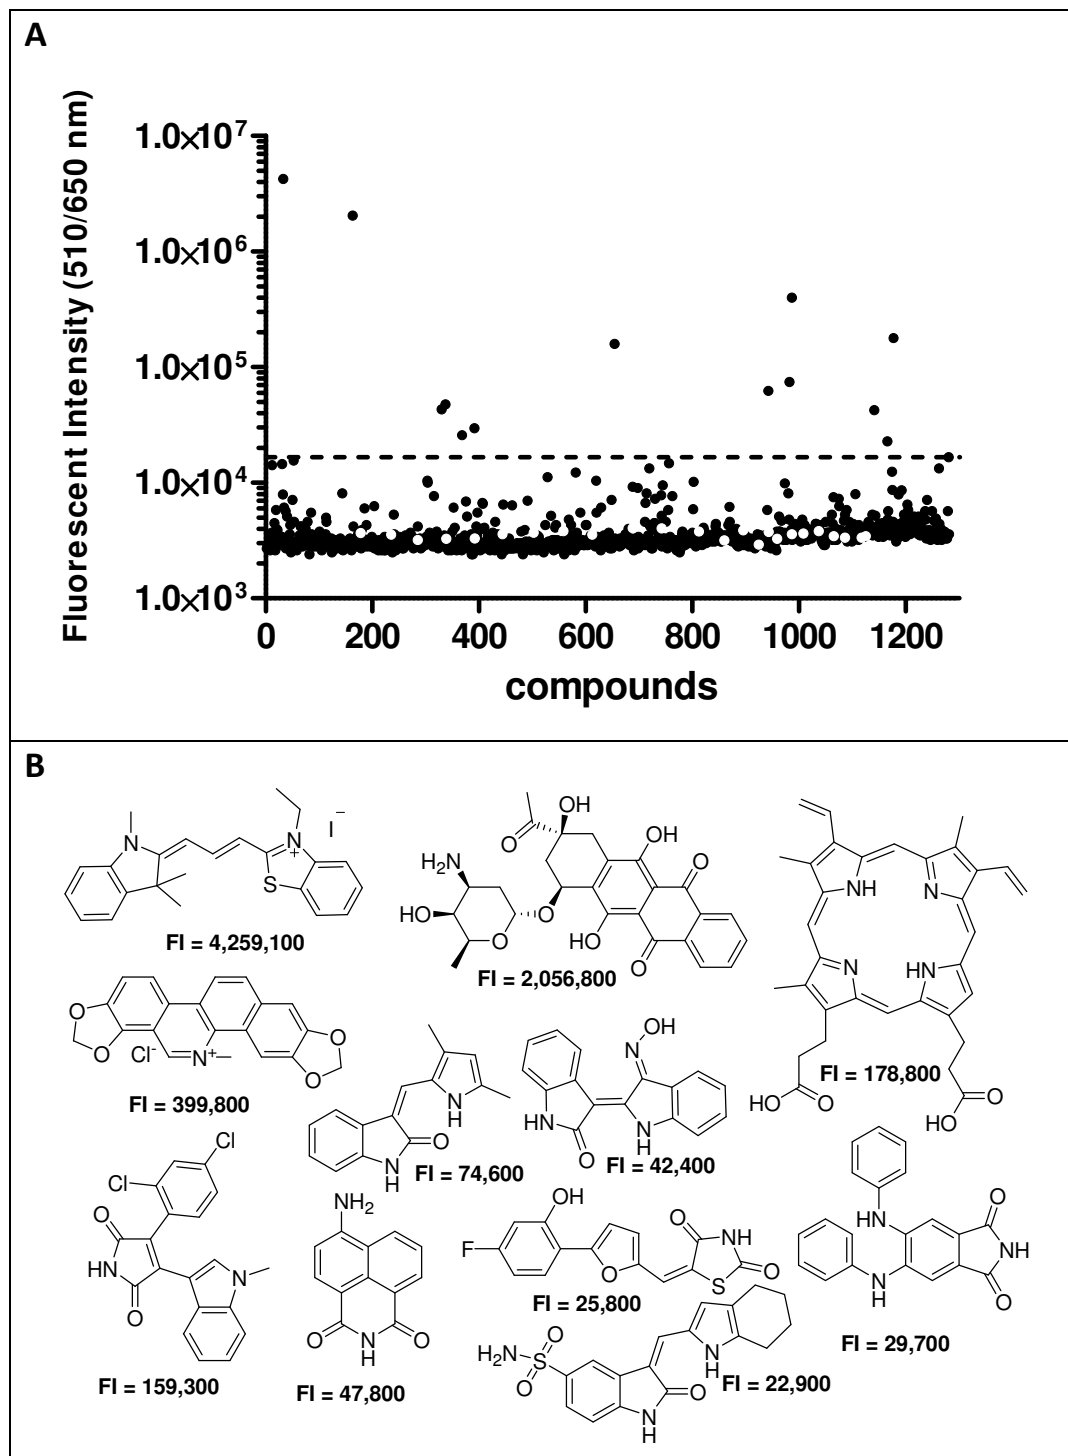 A
Fluorescent Intensity (510/650 nm)
1.0×10⁷
1.0×10⁶
1.0×10⁵
1.0×10⁴
1.0×10³
0 200 400 600 800 1000 1200
compounds
B
N
N
+
S
I⁻
FI = 4,259,100
OH
O
OH
O
H₂N
HO
O
O
HO
O
FI = 2,056,800
NH
N
N
HN
HO
O
O
HO
FI = 178,800
O
O
Cl⁻
N⁺
O
O
FI = 399,800
N
H
O
N
H
FI = 74,600
OH
N
NH
O
N
H
FI = 42,400
Cl
Cl
O
HN
O
N
FI = 159,300
NH₂
O
N
H
O
FI = 47,800
OH
F
O
O
NH
S
O
FI = 25,800
HN
N
H
O
NH
O
FI = 29,700
H₂N
S
O
O
N
H
O
N
H
FI = 22,900